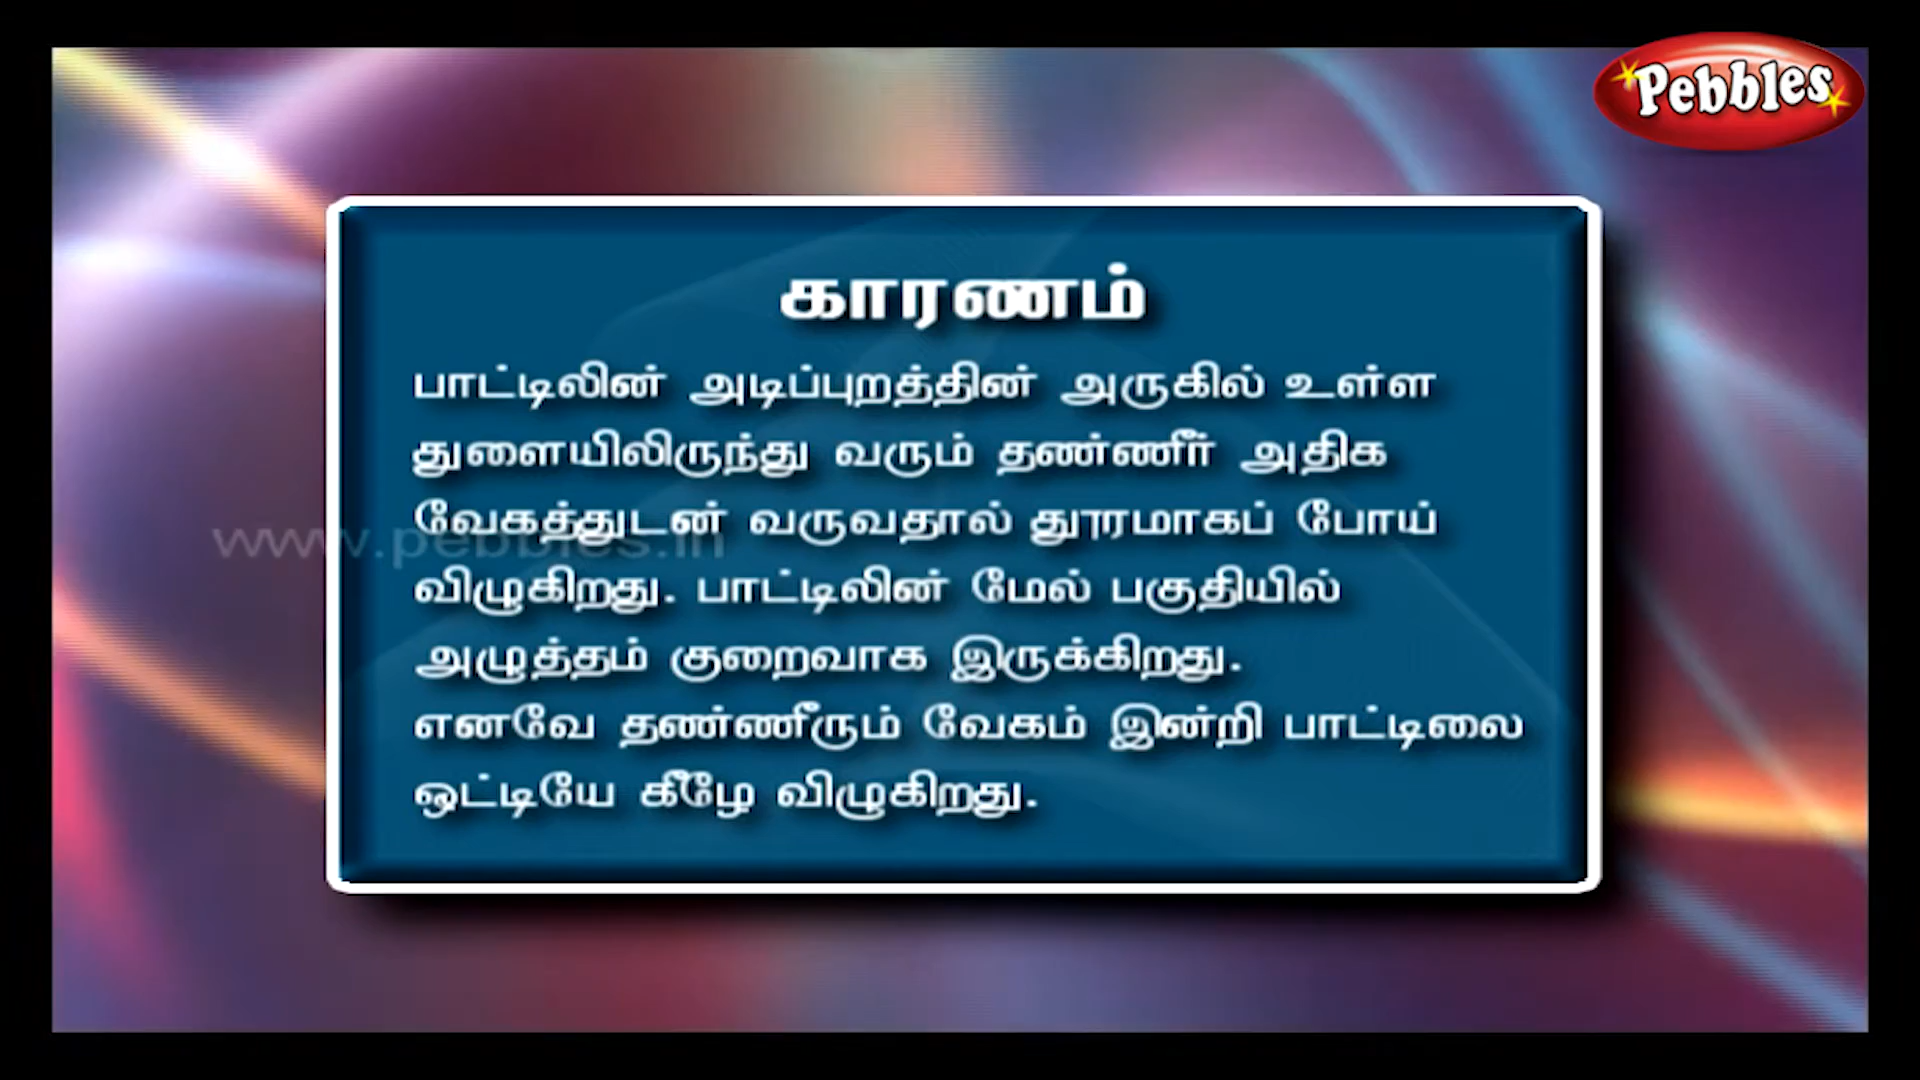 Pebbles
காரணம்
பாட்டிலின் அடிப்புறத்தின் அருகில் உள்ள
துளையிலிருந்து வரும் தண்ணீர் அதிக
வேகத்துடன் வருவதால் தூரமாகப் போய்
www.pebbles.in
விழுகிறது. பாட்டிலின் மேல் பகுதியில்
அழுத்தம் குறைவாக இருக்கிறது.
எனவே தண்ணீரும் வேகம் இன்றி பாட்டிலை
ஒட்டியே கீழே விழுகிறது.